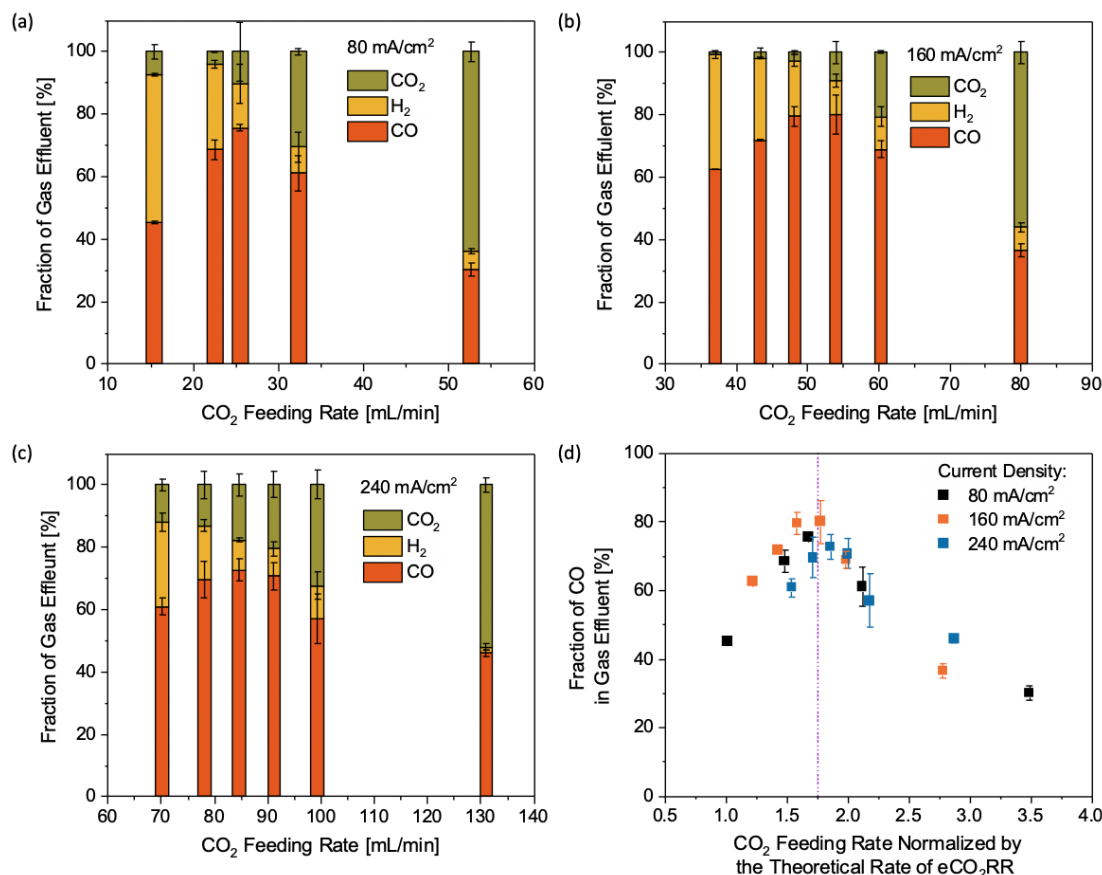 (a)
80 mA/cm²
CO₂
H₂
CO
Fraction of Gas Effluent [%]
100
80
60
40
20
0
10 20 30 40 50 60
CO₂ Feeding Rate [mL/min]
(b)
160 mA/cm²
CO₂
H₂
CO
Fraction of Gas Effulent [%]
100
80
60
40
20
0
30 40 50 60 70 80 90
CO₂ Feeding Rate [mL/min]
(c)
240 mA/cm²
CO₂
H₂
CO
Fraction of Gas Effleunt [%]
100
80
60
40
20
0
60 70 80 90 100 110 120 130 140
CO₂ Feeding Rate [mL/min]
(d)
Current Density:
80 mA/cm²
160 mA/cm²
240 mA/cm²
Fraction of CO
in Gas Effluent [%]
100
80
60
40
20
0
0.5 1.0 1.5 2.0 2.5 3.0 3.5 4.0
CO₂ Feeding Rate Normalized by
the Theoretical Rate of eCO₂RR